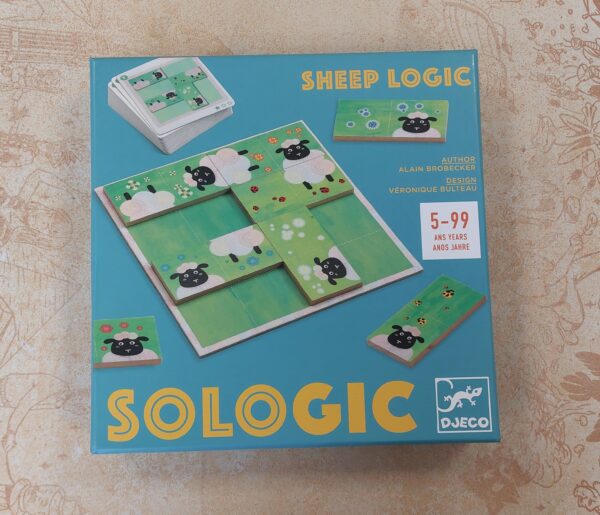 SHEEP LOGIC
AUTHOR
ALAIN BROBECKER
DESIGN
VÉRONIQUE BULTEAU
5-99
ANS YEARS
ANOS JAHRE
SOLOGIC
DJECO